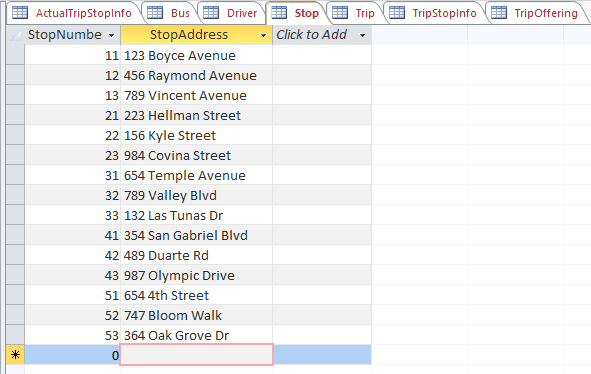 ActualTripStopInfo Bus Driver Stop Trip TripStopInfo TripOffering
StopNumbe StopAddress Click to Add
11 123 Boyce Avenue
12 456 Raymond Avenue
13 789 Vincent Avenue
21 223 Hellman Street
22 156 Kyle Street
23 984 Covina Street
31 654 Temple Avenue
32 789 Valley Blvd
33 132 Las Tunas Dr
41 354 San Gabriel Blvd
42 489 Duarte Rd
43 987 Olympic Drive
51 654 4th Street
52 747 Bloom Walk
53 364 Oak Grove Dr
* 0